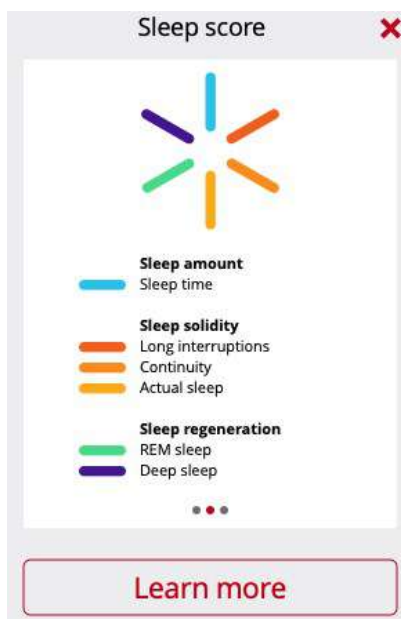 Sleep score
Sleep amount
Sleep time
Sleep solidity
Long interruptions
Continuity
Actual sleep
Sleep regeneration
REM sleep
Deep sleep
Learn more